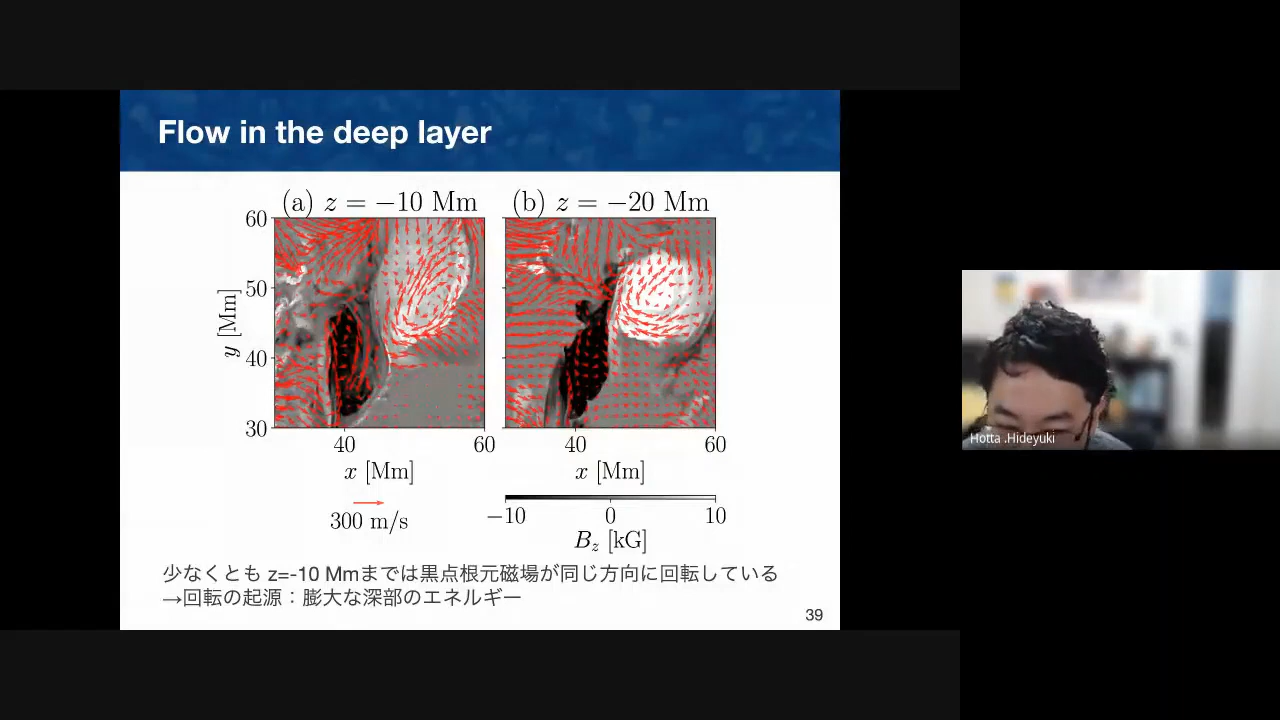 Flow in the deep layer
(a) z = −10 Mm
(b) z = −20 Mm
60
50
40
30
y [Mm]
40
60
40
60
x [Mm]
x [Mm]
300 m/s
−10
0
10
B_z [kG]
少なくとも z=-10 Mmまでは黒点根元磁場が同じ方向に回転している
→回転の起源：膨大な深部のエネルギー
39
Hotta .Hideyuki